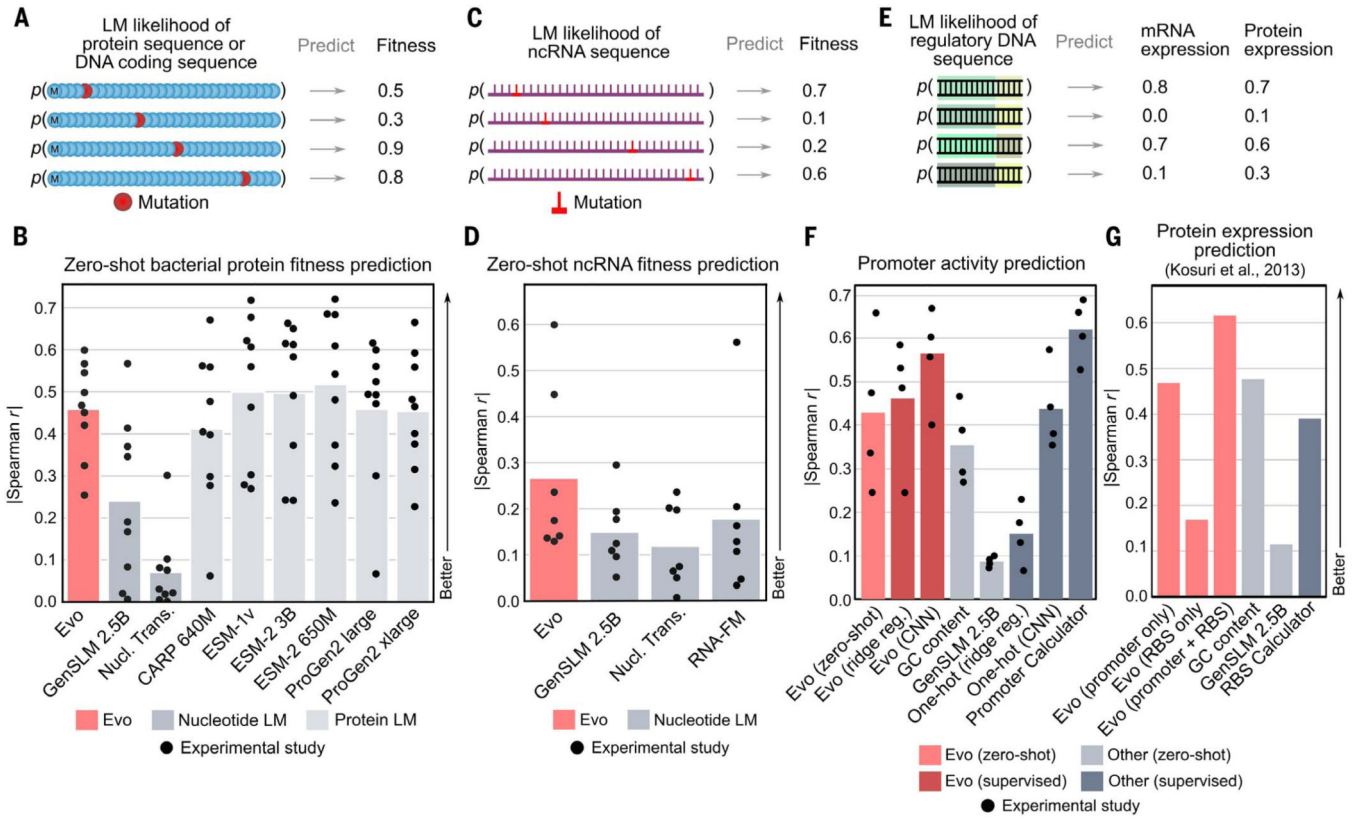 A
LM likelihood of
protein sequence or
DNA coding sequence
Predict
Fitness
p( M ) 0.5
p( M ) 0.3
p( M ) 0.9
p( M ) 0.8
Mutation
B
Zero-shot bacterial protein fitness prediction
|Spearman r|
0.7
0.6
0.5
0.4
0.3
0.2
0.1
0.0
Better
Evo
GenSLM 2.5B
Nucl. Trans.
CARP 640M
ESM-1v
ESM-2 3B
ESM-2 650M
ProGen2 large
ProGen2 xlarge
Evo
Nucleotide LM
Protein LM
Experimental study
C
LM likelihood of
ncRNA sequence
Predict
Fitness
p( ) 0.7
p( ) 0.1
p( ) 0.2
p( ) 0.6
Mutation
D
Zero-shot ncRNA fitness prediction
|Spearman r|
0.6
0.5
0.4
0.3
0.2
0.1
0.0
Better
Evo
GenSLM 2.5B
Nucl. Trans.
RNA-FM
Evo
Nucleotide LM
Experimental study
E
LM likelihood of
regulatory DNA
sequence
Predict
mRNA
expression
Protein
expression
p( ) 0.8 0.7
p( ) 0.0 0.1
p( ) 0.7 0.6
p( ) 0.1 0.3
F
Promoter activity prediction
|Spearman r|
0.7
0.6
0.5
0.4
0.3
0.2
0.1
0.0
Evo (zero-shot)
Evo (ridge reg.)
Evo (CNN)
GC content
GenSLM 2.5B
One-hot (ridge reg.)
One-hot (CNN)
Promoter Calculator
G
Protein expression
prediction
(Kosuri et al., 2013)
|Spearman r|
0.6
0.5
0.4
0.3
0.2
0.1
0.0
Better
Evo (promoter only)
Evo (RBS only
Evo (promoter + RBS)
GC content
GenSLM 2.5B
RBS Calculator
Evo (zero-shot)
Other (zero-shot)
Evo (supervised)
Other (supervised)
Experimental study